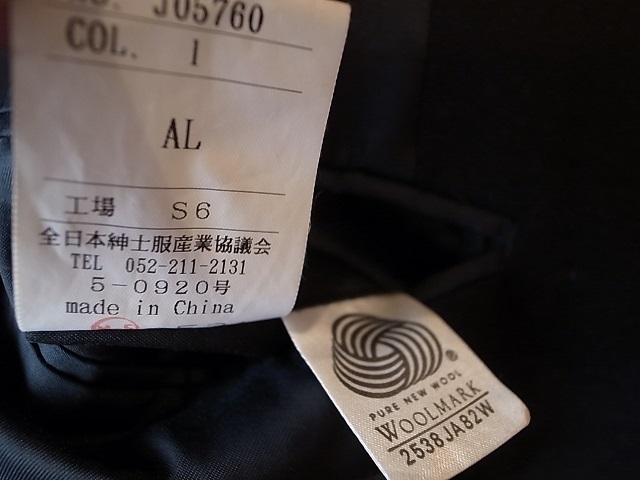 J05760
COL. 1
AL
工場 S6
全日本紳士服産業協議会
TEL 052-211-2131
5-0920号
made in China
®
PURE NEW WOOL
WOOLMARK
2538JA82W